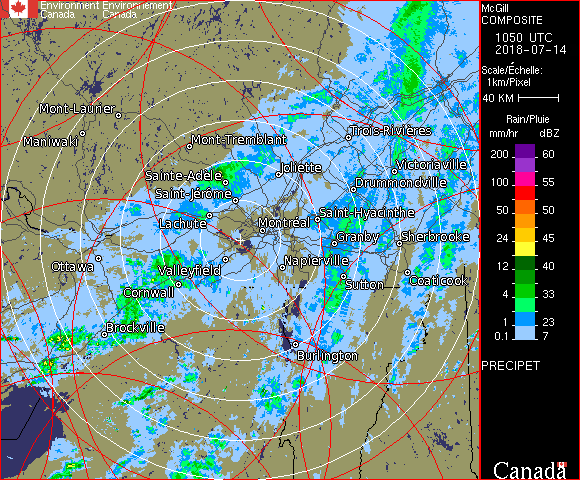 Environment Environnement
Canada Canada
McGill
COMPOSITE
1050 UTC
2018-07-14
Scale/Échelle:
1km/Pixel
40 KM
Rain/Pluie
mm/hr dBZ
200 60
100 55
50 50
24 45
12 40
4 33
1 23
0.1 7
PRECIPET
Canada
Mont-Laurier
Maniwaki
Mont-Tremblant
Trois-Rivières
Sainte-Adèle
Joliette
Victoriaville
Saint-Jérôme
Drummondville
Lachute
Montréal
Saint-Hyacinthe
Granby
Sherbrooke
Ottawa
Valleyfield
Napierville
Cornwall
Sutton
Coaticook
Brockville
Burlington